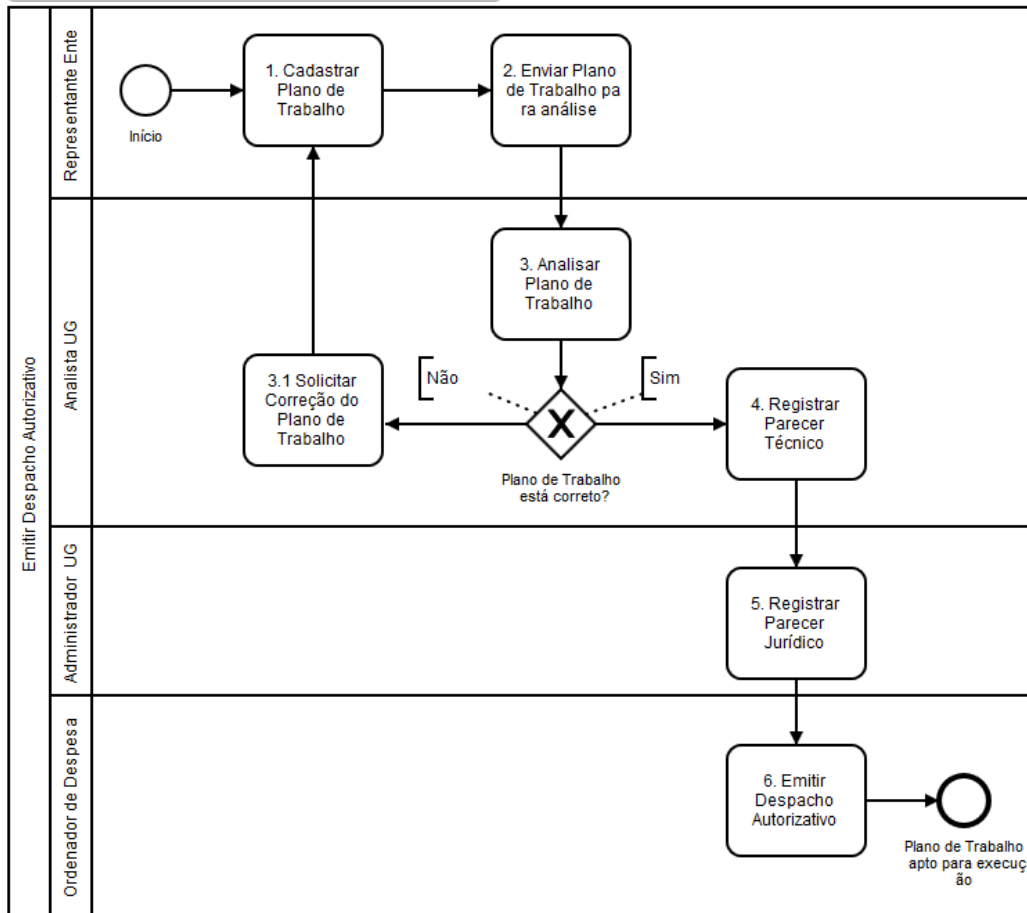 Emitir Despacho Autorizativo
Representante Ente
Início
1. Cadastrar
Plano de
Trabalho
2. Enviar Plano
de Trabalho pa
ra análise
Analista UG
3. Analisar
Plano de
Trabalho
3.1 Solicitar
Correção do
Plano de
Trabalho
Não
Sim
Plano de Trabalho
está correto?
4. Registrar
Parecer
Técnico
Administrador UG
5. Registrar
Parecer
Jurídico
Ordenador de Despesa
6. Emitir
Despacho
Autorizativo
Plano de Trabalho
apto para execuç
ão